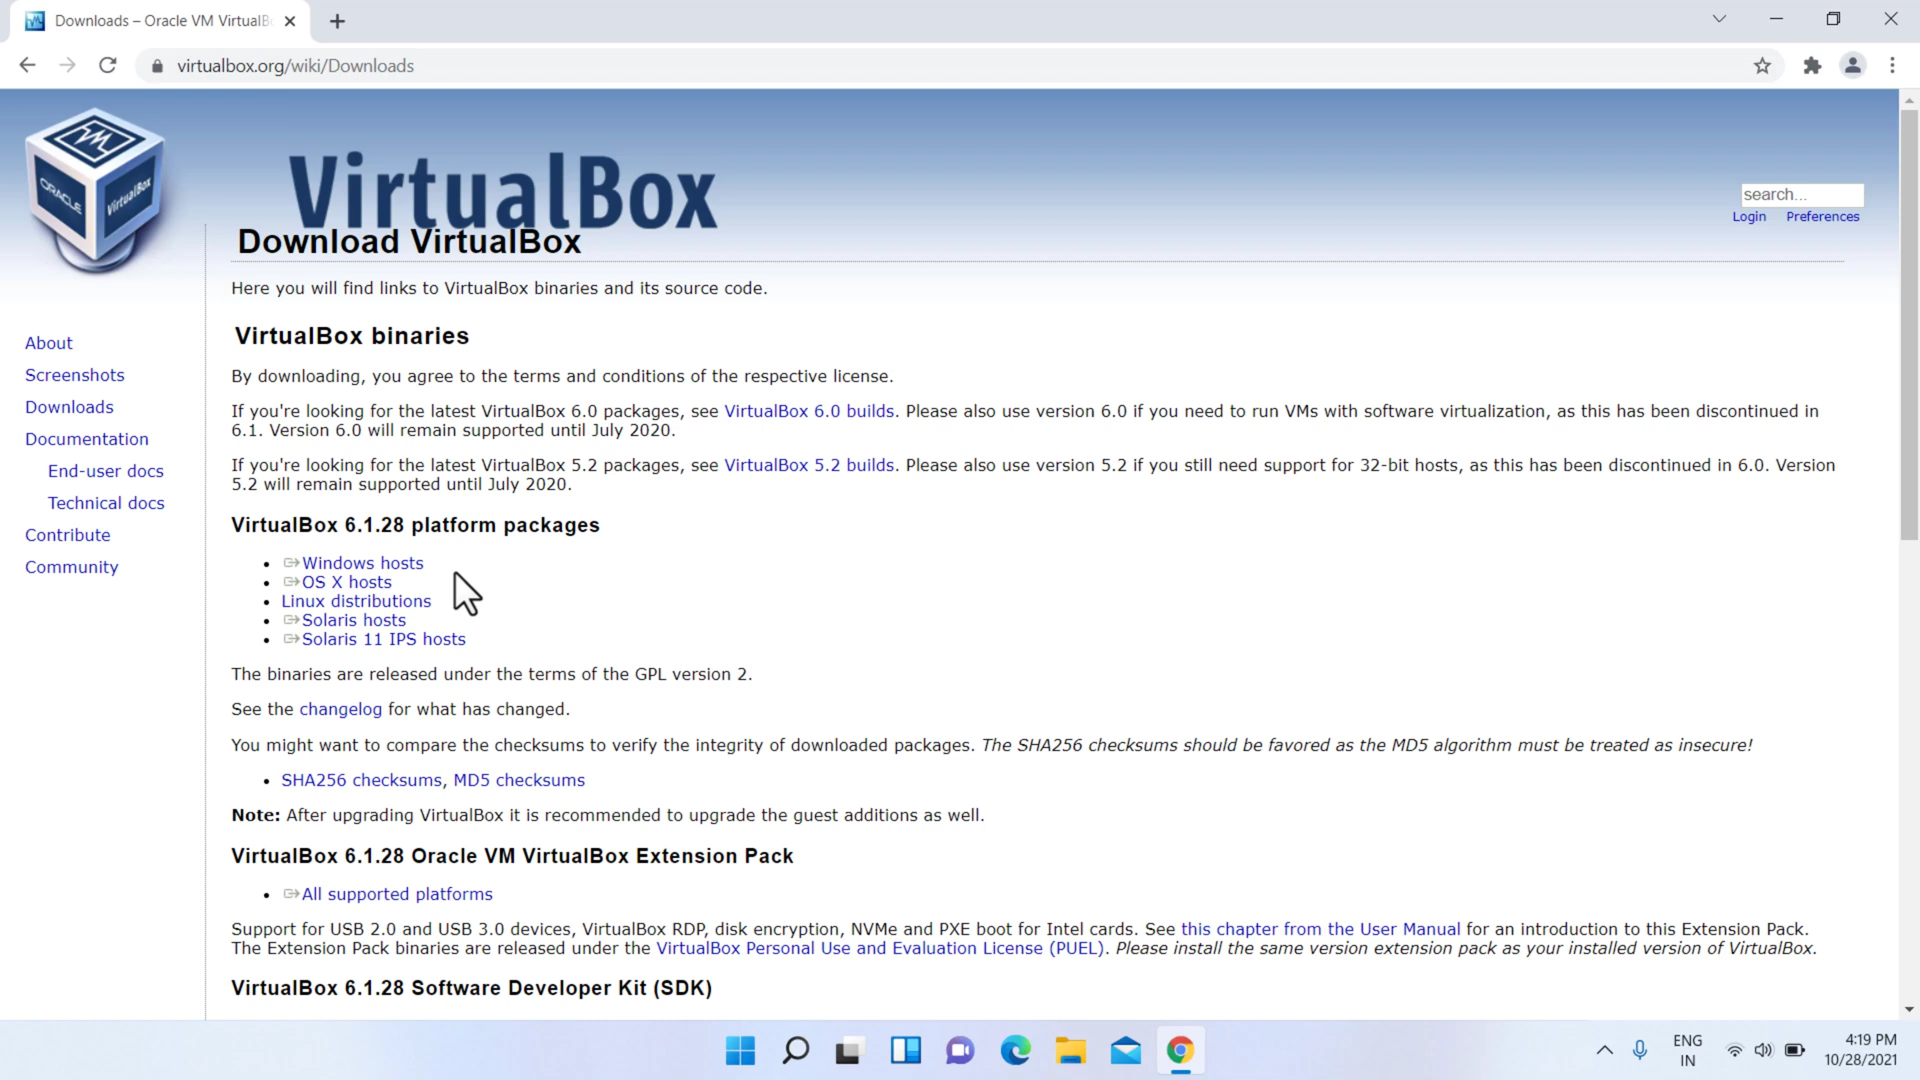 Downloads – Oracle VM VirtualB
virtualbox.org/wiki/Downloads
ORACLE
VirtualBox
VirtualBox
search...
Login Preferences
Download VirtualBox
Here you will find links to VirtualBox binaries and its source code.
About
Screenshots
Downloads
Documentation
End-user docs
Technical docs
Contribute
Community
VirtualBox binaries
By downloading, you agree to the terms and conditions of the respective license.
If you're looking for the latest VirtualBox 6.0 packages, see VirtualBox 6.0 builds. Please also use version 6.0 if you need to run VMs with software virtualization, as this has been discontinued in
6.1. Version 6.0 will remain supported until July 2020.
If you're looking for the latest VirtualBox 5.2 packages, see VirtualBox 5.2 builds. Please also use version 5.2 if you still need support for 32-bit hosts, as this has been discontinued in 6.0. Version
5.2 will remain supported until July 2020.
VirtualBox 6.1.28 platform packages
• Windows hosts
• OS X hosts
• Linux distributions
• Solaris hosts
• Solaris 11 IPS hosts
The binaries are released under the terms of the GPL version 2.
See the changelog for what has changed.
You might want to compare the checksums to verify the integrity of downloaded packages. The SHA256 checksums should be favored as the MD5 algorithm must be treated as insecure!
• SHA256 checksums, MD5 checksums
Note: After upgrading VirtualBox it is recommended to upgrade the guest additions as well.
VirtualBox 6.1.28 Oracle VM VirtualBox Extension Pack
• All supported platforms
Support for USB 2.0 and USB 3.0 devices, VirtualBox RDP, disk encryption, NVMe and PXE boot for Intel cards. See this chapter from the User Manual for an introduction to this Extension Pack.
The Extension Pack binaries are released under the VirtualBox Personal Use and Evaluation License (PUEL). Please install the same version extension pack as your installed version of VirtualBox.
VirtualBox 6.1.28 Software Developer Kit (SDK)
ENG
IN
4:19 PM
10/28/2021